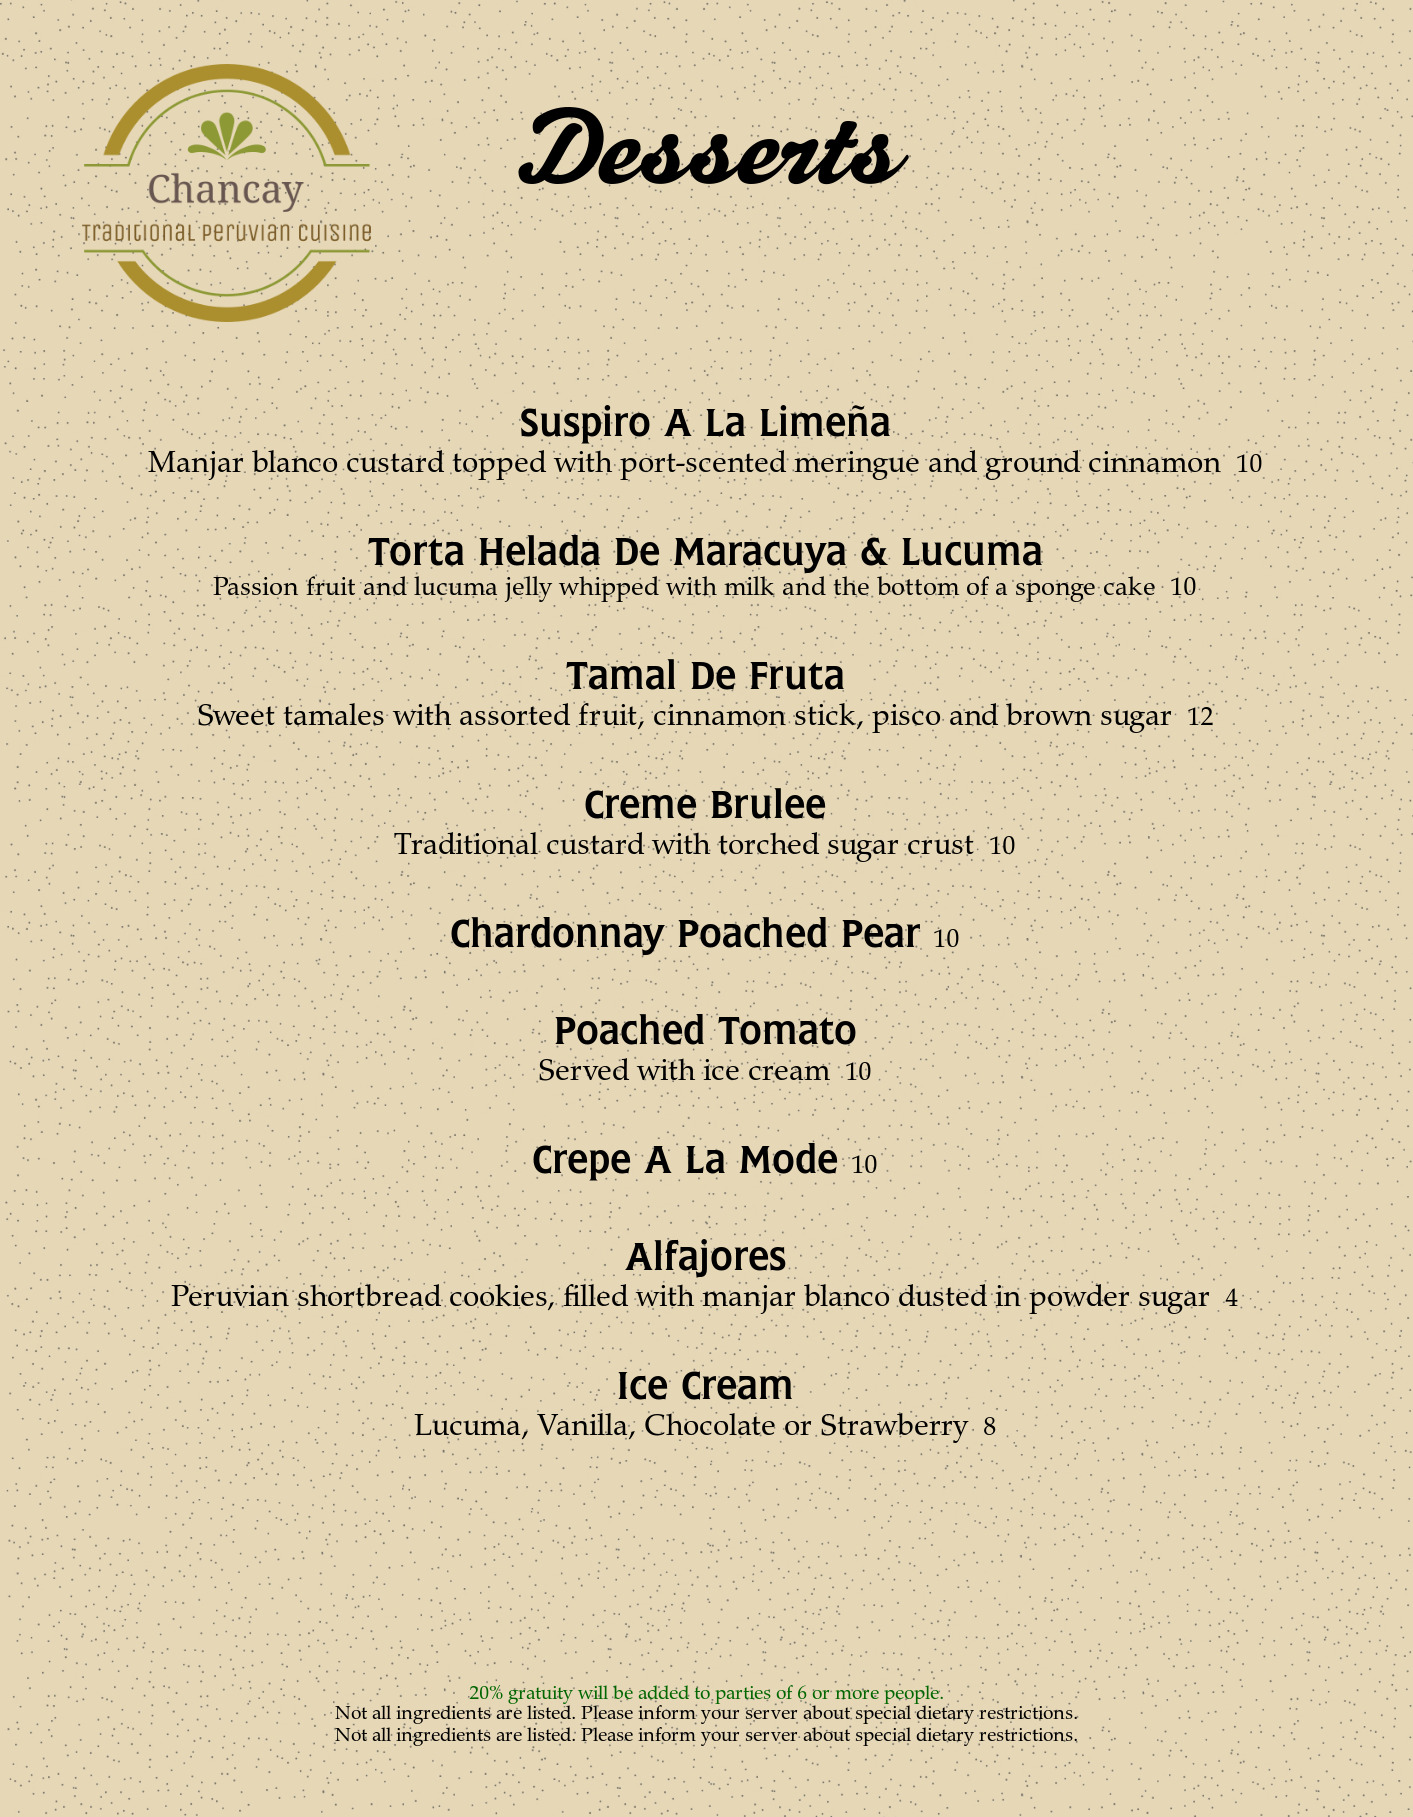 Chancay
Traditional Peruvian Cuisine
Desserts
Suspiro A La Limeña
Manjar blanco custard topped with port-scented meringue and ground cinnamon 10
Torta Helada De Maracuya & Lucuma
Passion fruit and lucuma jelly whipped with milk and the bottom of a sponge cake 10
Tamal De Fruta
Sweet tamales with assorted fruit, cinnamon stick, pisco and brown sugar 12
Creme Brulee
Traditional custard with torched sugar crust 10
Chardonnay Poached Pear 10
Poached Tomato
Served with ice cream 10
Crepe A La Mode 10
Alfajores
Peruvian shortbread cookies, filled with manjar blanco dusted in powder sugar 4
Ice Cream
Lucuma, Vanilla, Chocolate or Strawberry 8
20% gratuity will be added to parties of 6 or more people.
Not all ingredients are listed. Please inform your server about special dietary restrictions.
Not all ingredients are listed. Please inform your server about special dietary restrictions.